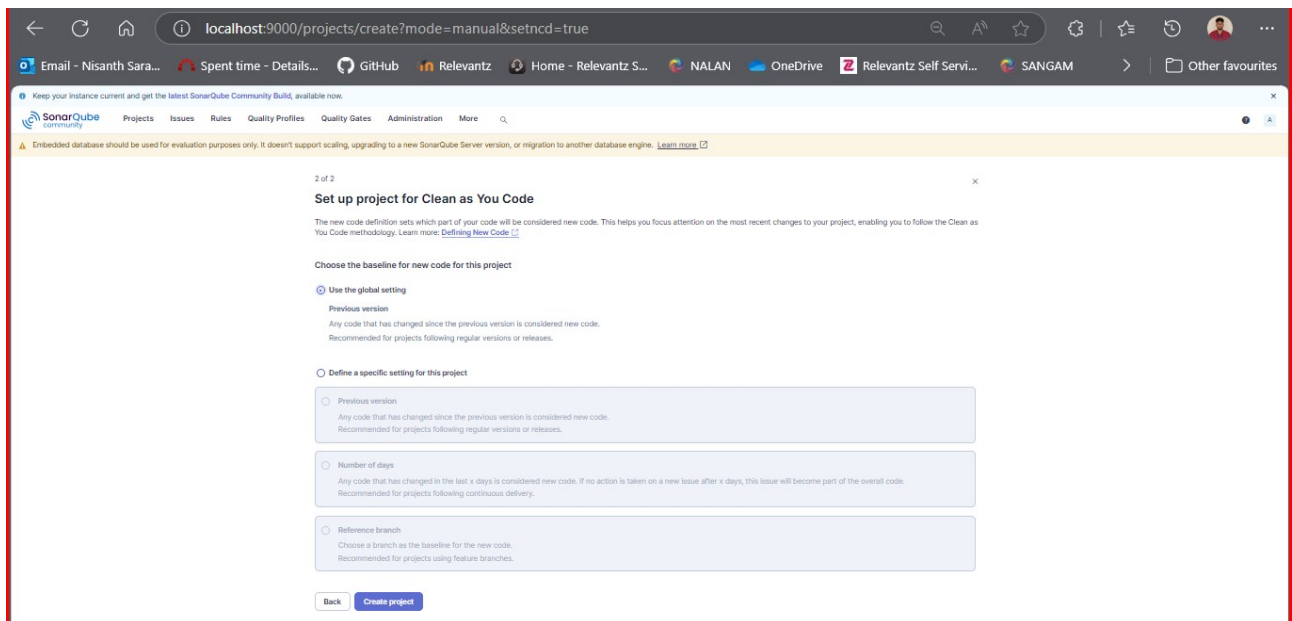 localhost:9000/projects/create?mode=manual&setncd=true
Email - Nisanth Sara... Spent time - Details... GitHub Relevantz Home - Relevantz S... NALAN OneDrive Relevantz Self Servi... SANGAM Other favourites
Keep your instance current and get the latest SonarQube Community Build, available now.
SonarQube community Projects Issues Rules Quality Profiles Quality Gates Administration More A
Embedded database should be used for evaluation purposes only. It doesn't support scaling, upgrading to a new SonarQube Server version, or migration to another database engine. Learn more
2 of 2
Set up project for Clean as You Code
The new code definition sets which part of your code will be considered new code. This helps you focus attention on the most recent changes to your project, enabling you to follow the Clean as
You Code methodology. Learn more: Defining New Code
Choose the baseline for new code for this project
Use the global setting
Previous version
Any code that has changed since the previous version is considered new code.
Recommended for projects following regular versions or releases.
Define a specific setting for this project
Previous version
Any code that has changed since the previous version is considered new code.
Recommended for projects following regular versions or releases.
Number of days
Any code that has changed in the last x days is considered new code. If no action is taken on a new issue after x days, this issue will become part of the overall code.
Recommended for projects following continuous delivery.
Reference branch
Choose a branch as the baseline for the new code.
Recommended for projects using feature branches.
Back Create project